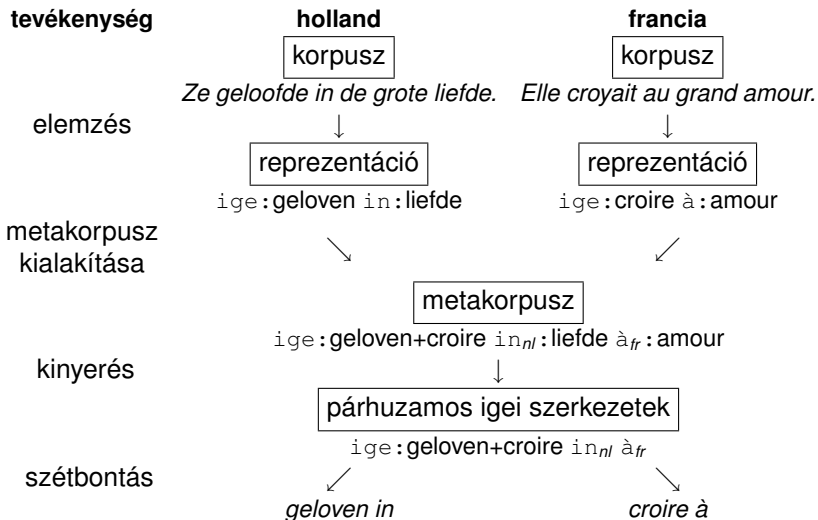 tevékenység holland francia
korpusz korpusz
Ze geloofde in de grote liefde. Elle croyait au grand amour.
elemzés ↓ ↓
reprezentáció reprezentáció
ige:geloven in:liefde ige:croire à:amour
metakorpusz
kialakítása ↘ ↙
metakorpusz
ige:geloven+croire in_nl:liefde à_fr:amour
kinyerés ↓
párhuzamos igei szerkezetek
ige:geloven+croire in_nl à_fr
szétbontás ↙ ↘
geloven in croire à